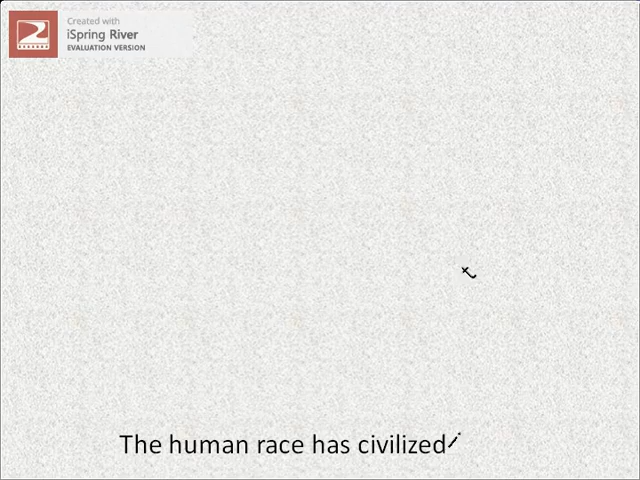 Created with
iSpring River
EVALUATION VERSION
The human race has civilized